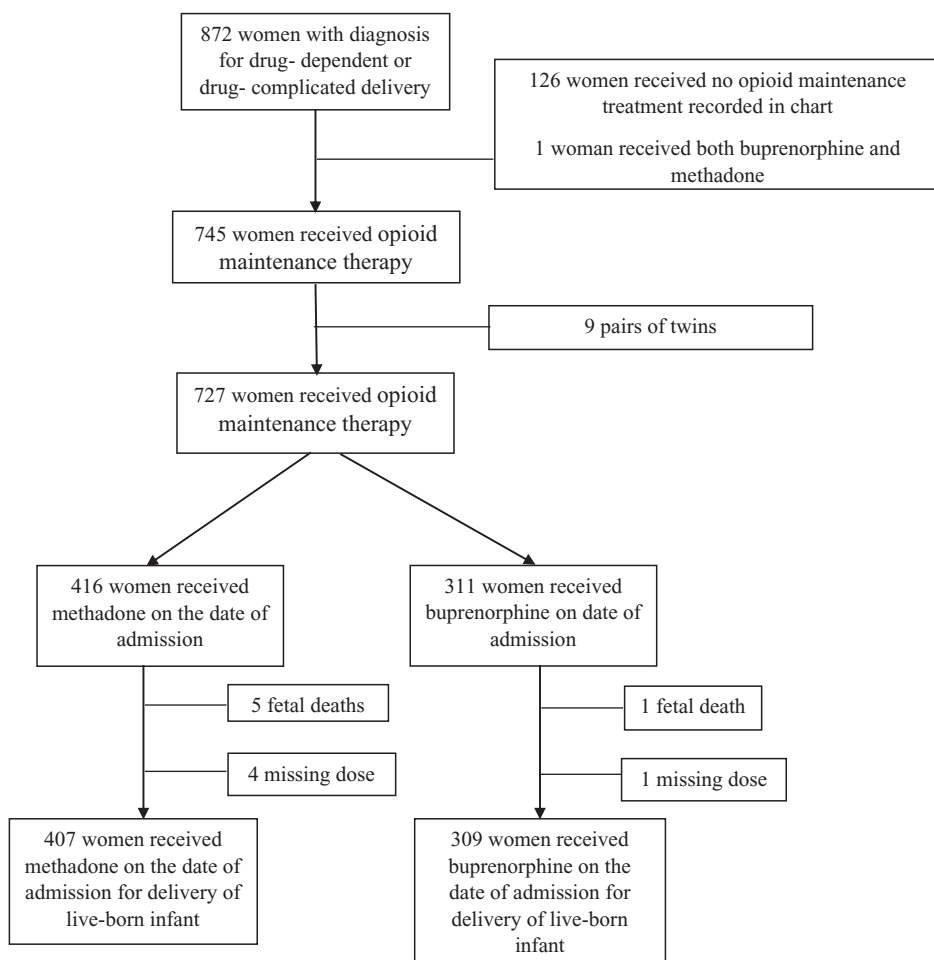 872 women with diagnosis
for drug- dependent or
drug- complicated delivery
126 women received no opioid maintenance
treatment recorded in chart
1 woman received both buprenorphine and
methadone
745 women received opioid
maintenance therapy
9 pairs of twins
727 women received opioid
maintenance therapy
416 women received
methadone on the date of
admission
311 women received
buprenorphine on date of
admission
5 fetal deaths
1 fetal death
4 missing dose
1 missing dose
407 women received
methadone on the date of
admission for delivery of
live-born infant
309 women received
buprenorphine on the
date of admission for
delivery of live-born
infant